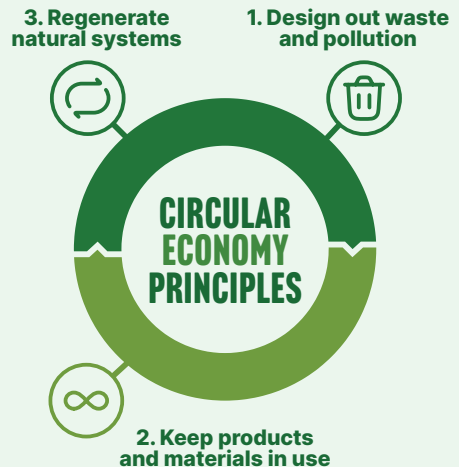 3. Regenerate
natural systems
1. Design out waste
and pollution
CIRCULAR
ECONOMY
PRINCIPLES
2. Keep products
and materials in use